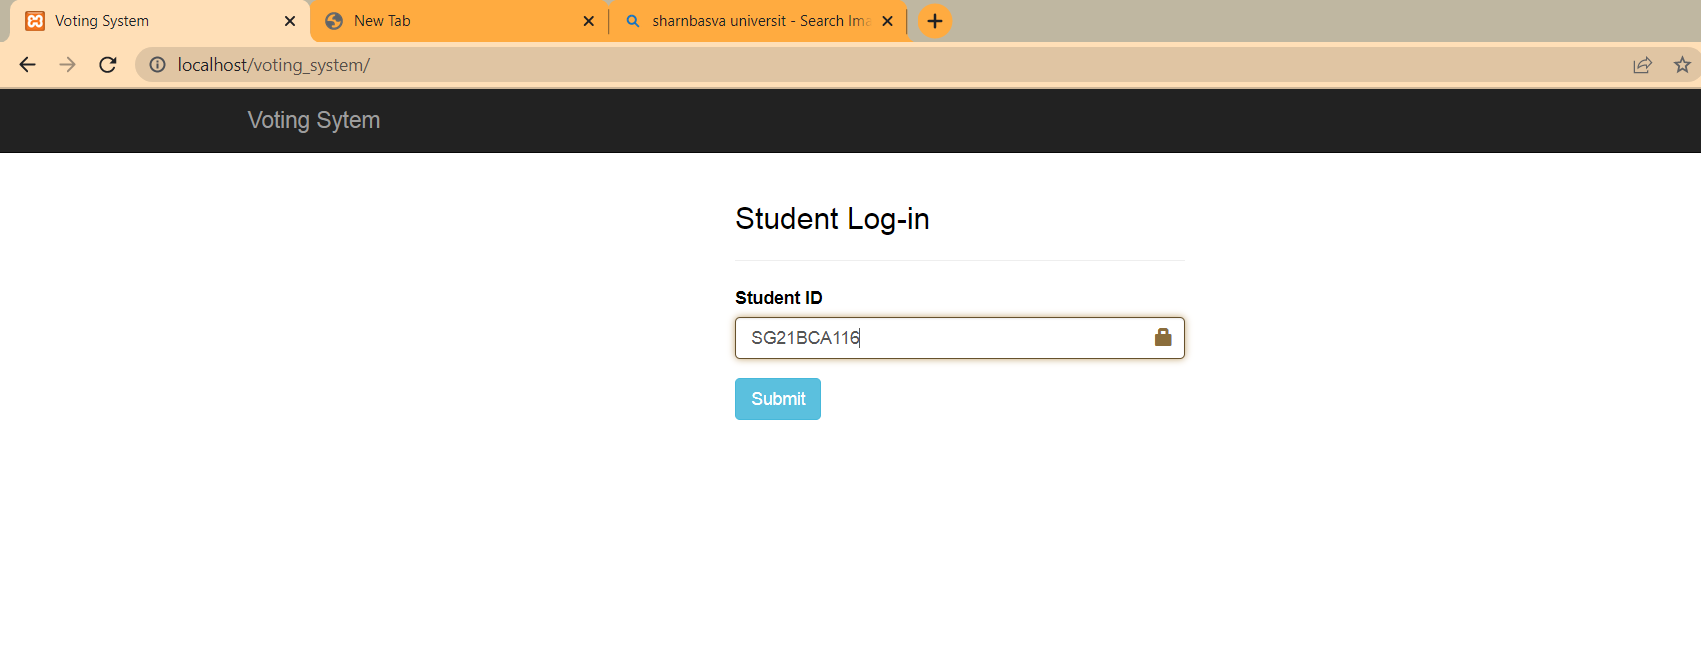 Voting System
New Tab
sharnbasva universit - Search Ima
localhost/voting_system/
Voting Sytem
Student Log-in
Student ID
SG21BCA116
Submit